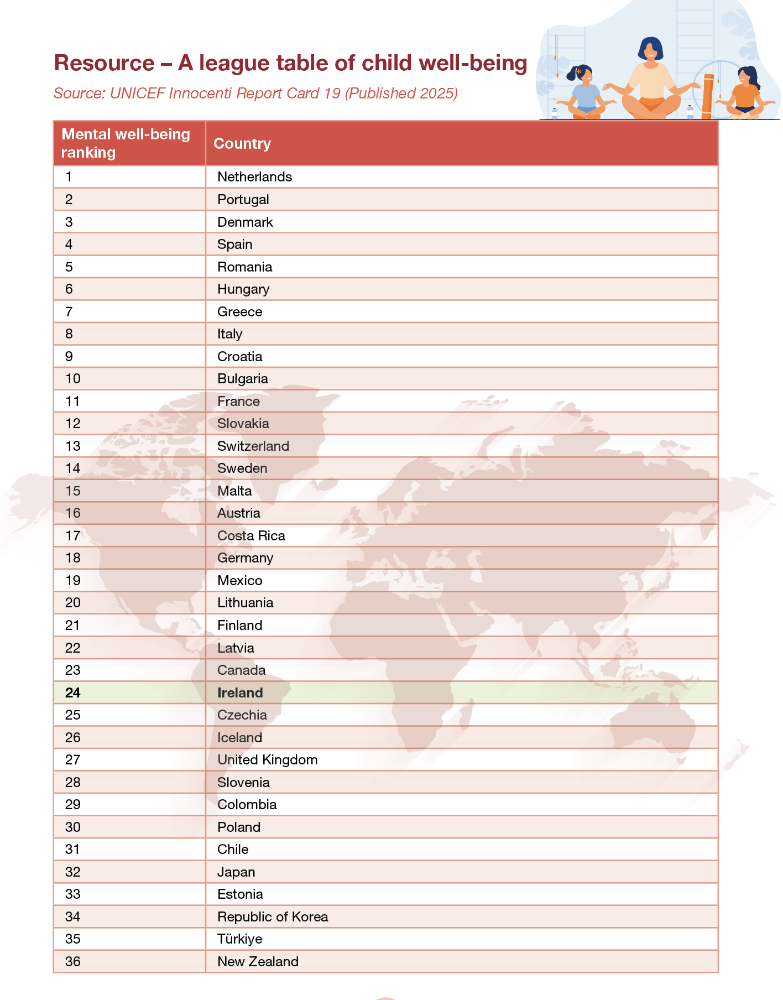 Resource – A league table of child well-being
Source: UNICEF Innocenti Report Card 19 (Published 2025)
Mental well-being ranking Country
1 Netherlands
2 Portugal
3 Denmark
4 Spain
5 Romania
6 Hungary
7 Greece
8 Italy
9 Croatia
10 Bulgaria
11 France
12 Slovakia
13 Switzerland
14 Sweden
15 Malta
16 Austria
17 Costa Rica
18 Germany
19 Mexico
20 Lithuania
21 Finland
22 Latvia
23 Canada
24 Ireland
25 Czechia
26 Iceland
27 United Kingdom
28 Slovenia
29 Colombia
30 Poland
31 Chile
32 Japan
33 Estonia
34 Republic of Korea
35 Türkiye
36 New Zealand